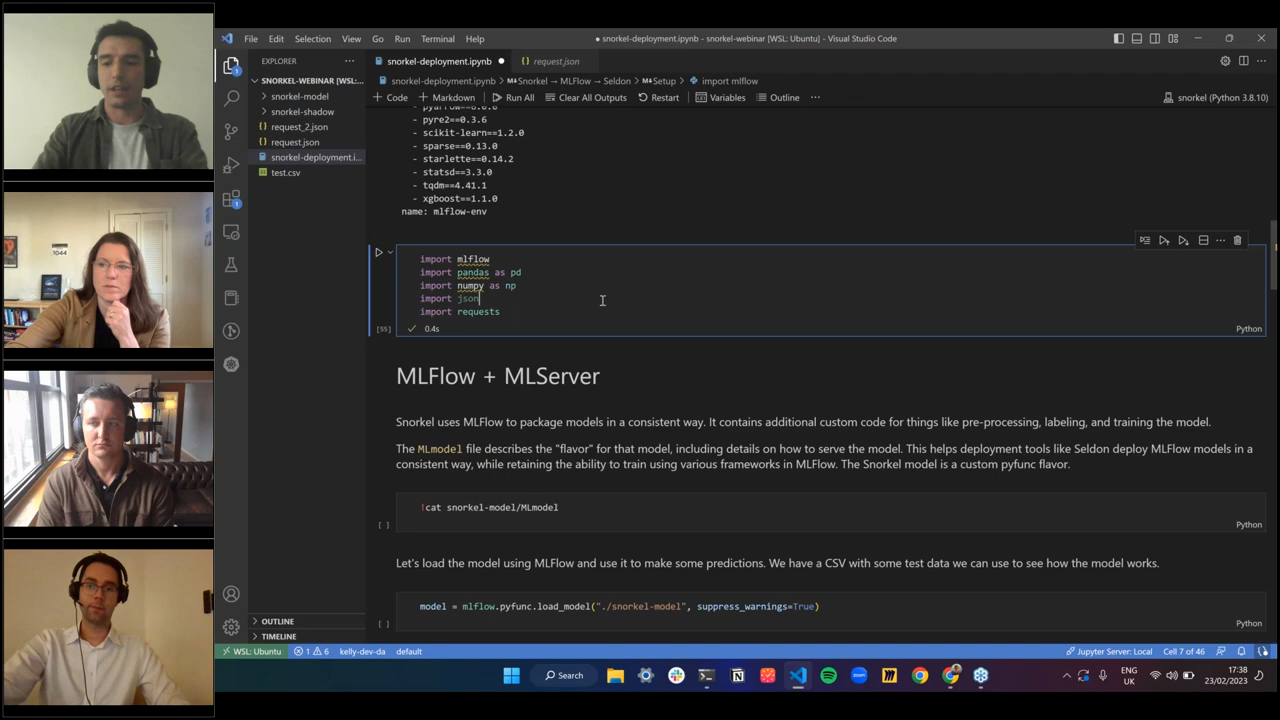 File Edit Selection View Go Run Terminal Help
● snorkel-deployment.ipynb - snorkel-webinar [WSL: Ubuntu] - Visual Studio Code
EXPLORER
SNORKEL-WEBINAR [WSL:...
snorkel-model
snorkel-shadow
request_2.json
request.json
snorkel-deployment.i...
test.csv
OUTLINE
TIMELINE
snorkel-deployment.ipynb ●
request.json
snorkel-deployment.ipynb > Snorkel → MLFlow → Seldon > Setup > import mlflow
+ Code + Markdown Run All Clear All Outputs Restart Variables Outline ···
snorkel (Python 3.8.10)
- pyre2==0.3.6
- scikit-learn==1.2.0
- sparse==0.13.0
- starlette==0.14.2
- statsd==3.3.0
- tqdm==4.41.1
- xgboost==1.1.0
name: mlflow-env
import mlflow
import pandas as pd
import numpy as np
import json
import requests
[55] ✓ 0.4s
Python
MLFlow + MLServer
Snorkel uses MLFlow to package models in a consistent way. It contains additional custom code for things like pre-processing, labeling, and training the model.
The MLmodel file describes the "flavor" for that model, including details on how to serve the model. This helps deployment tools like Seldon deploy MLFlow models in a
consistent way, while retaining the ability to train using various frameworks in MLFlow. The Snorkel model is a custom pyfunc flavor.
!cat snorkel-model/MLmodel
[ ]
Python
Let's load the model using MLFlow and use it to make some predictions. We have a CSV with some test data we can use to see how the model works.
model = mlflow.pyfunc.load_model("./snorkel-model", suppress_warnings=True)
[ ]
Python
WSL: Ubuntu 1 6 kelly-dev-da default
Jupyter Server: Local Cell 7 of 46
Search
ENG
UK
17:38
23/02/2023
1044